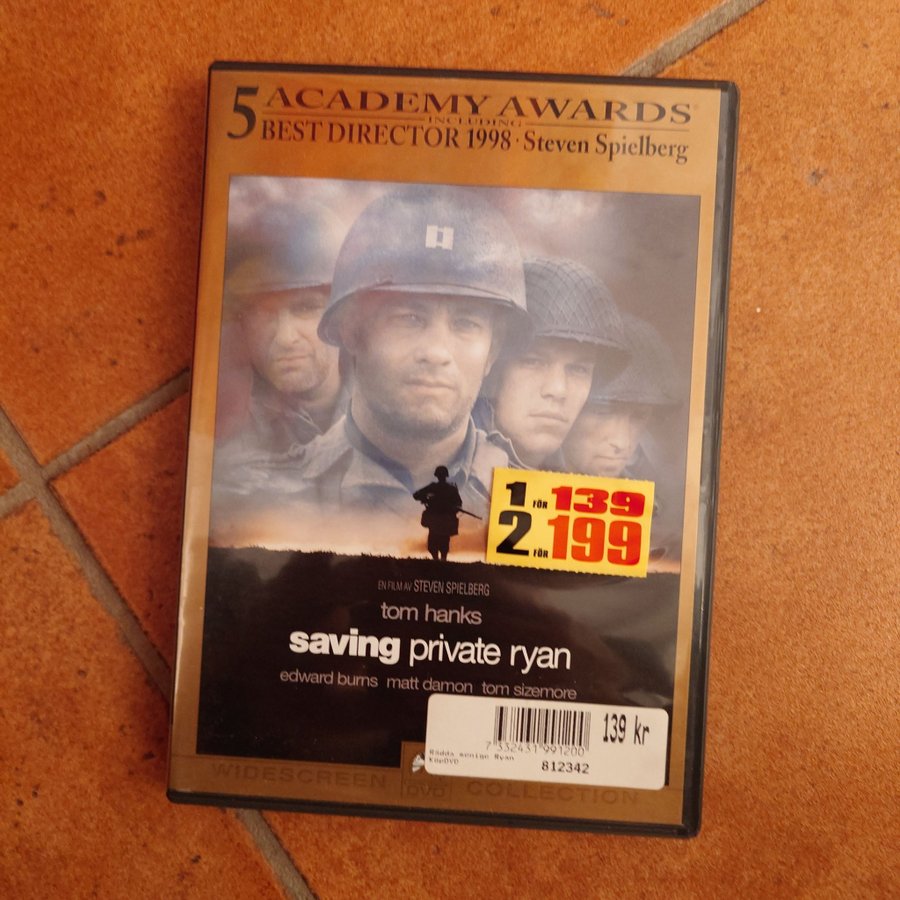 5 ACADEMY AWARDS®
INCLUDING
BEST DIRECTOR 1998 · Steven Spielberg
1 FÖR 139
2 FÖR 199
EN FILM AV STEVEN SPIELBERG
tom hanks
saving private ryan
edward burns matt damon tom sizemore
139 kr
7 332431 991200
Rädda menige Ryan
KöpDVD
812342
WIDESCREEN DVD COLLECTION